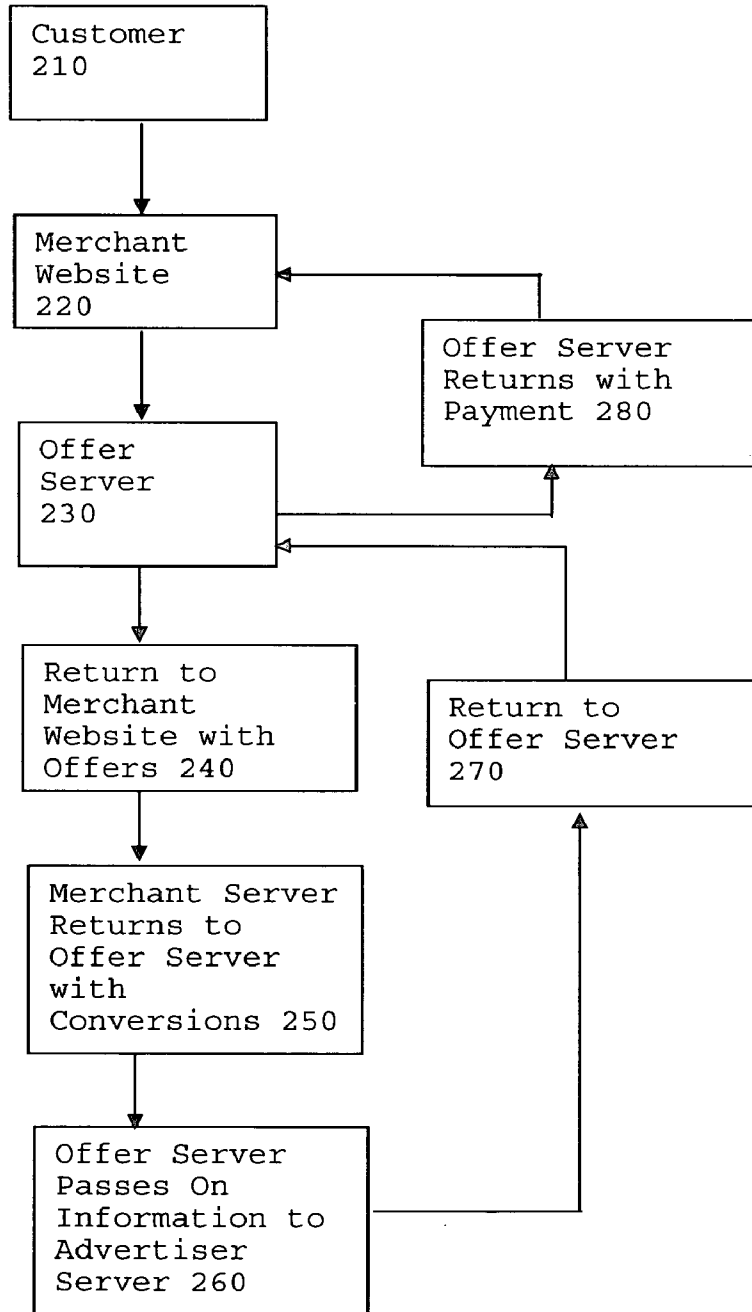 Customer
210
Merchant
Website
220
Offer Server
Returns with
Payment 280
Offer
Server
230
Return to
Merchant
Website with
Offers 240
Return to
Offer Server
270
Merchant Server
Returns to
Offer Server
with
Conversions 250
Offer Server
Passes On
Information to
Advertiser
Server 260